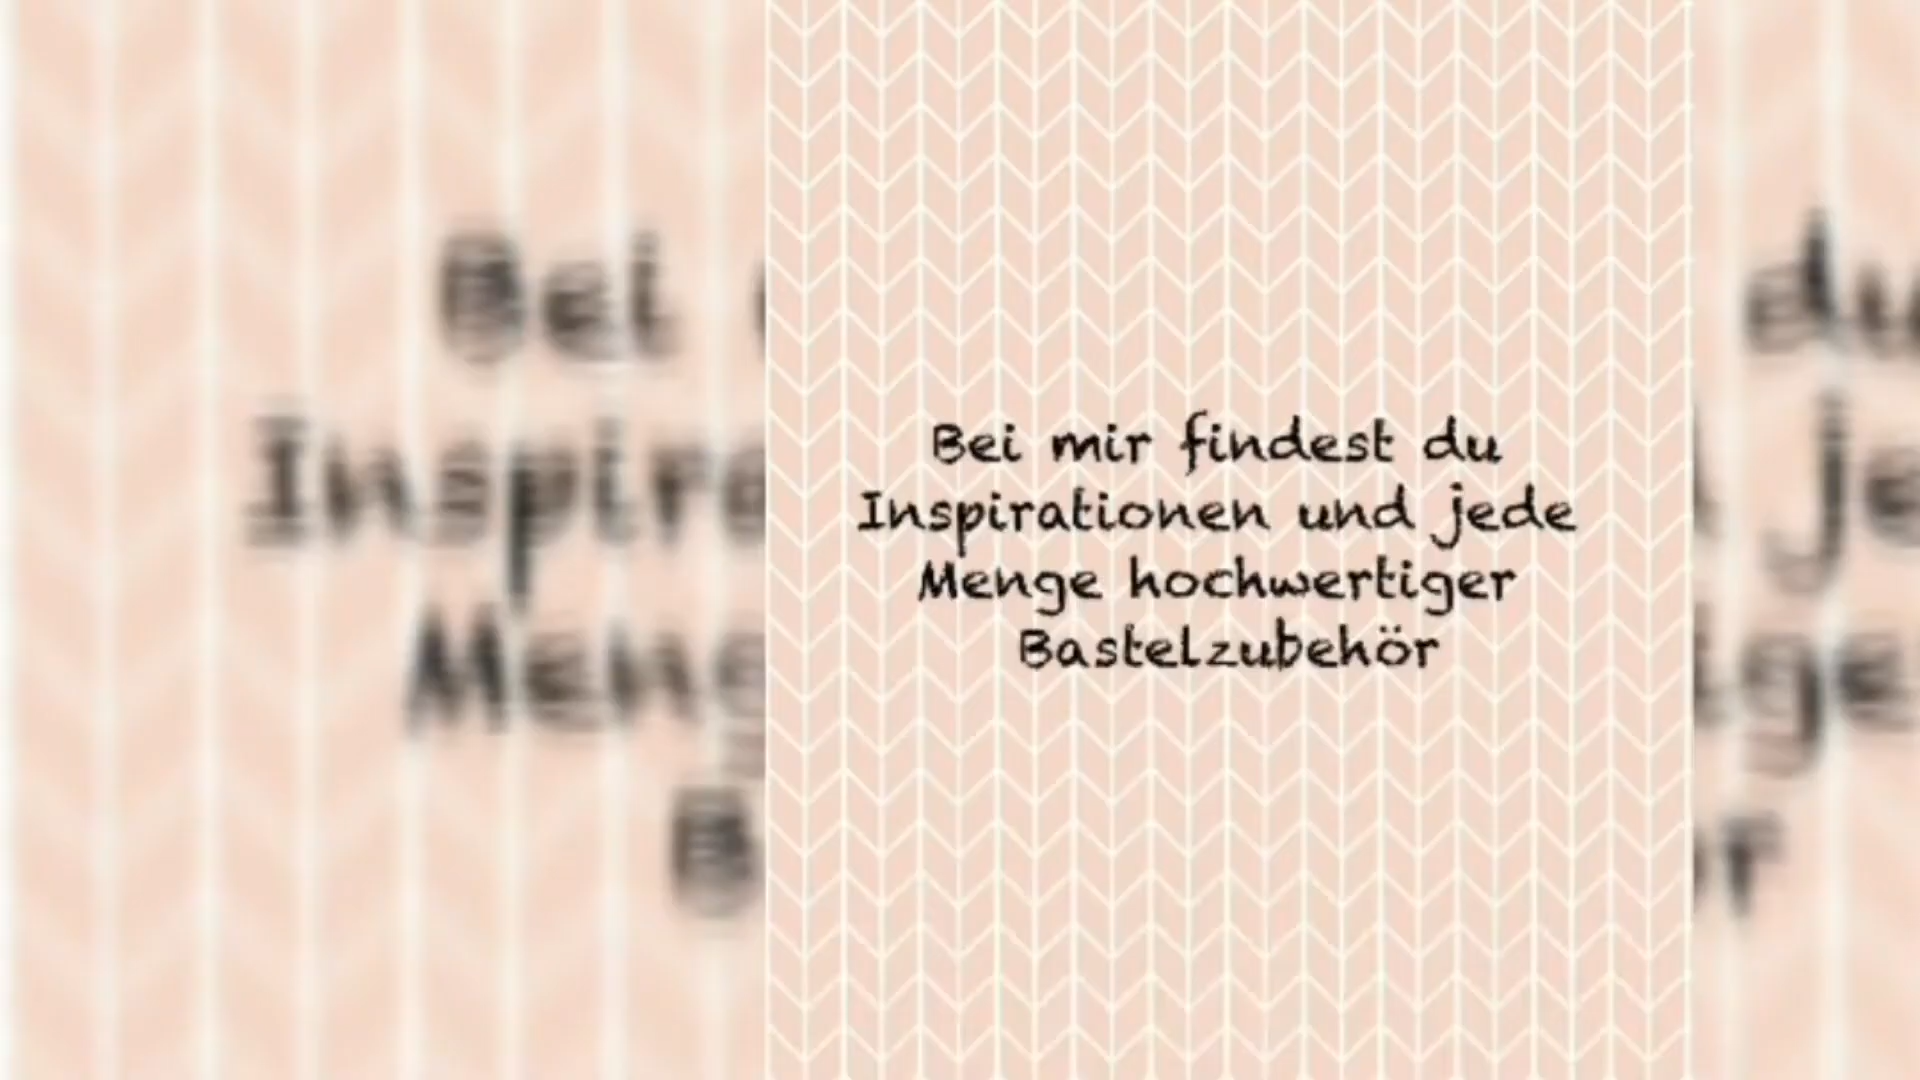 Bei mir findest du
Inspirationen und jede
Menge hochwertiger
Bastelzubehör